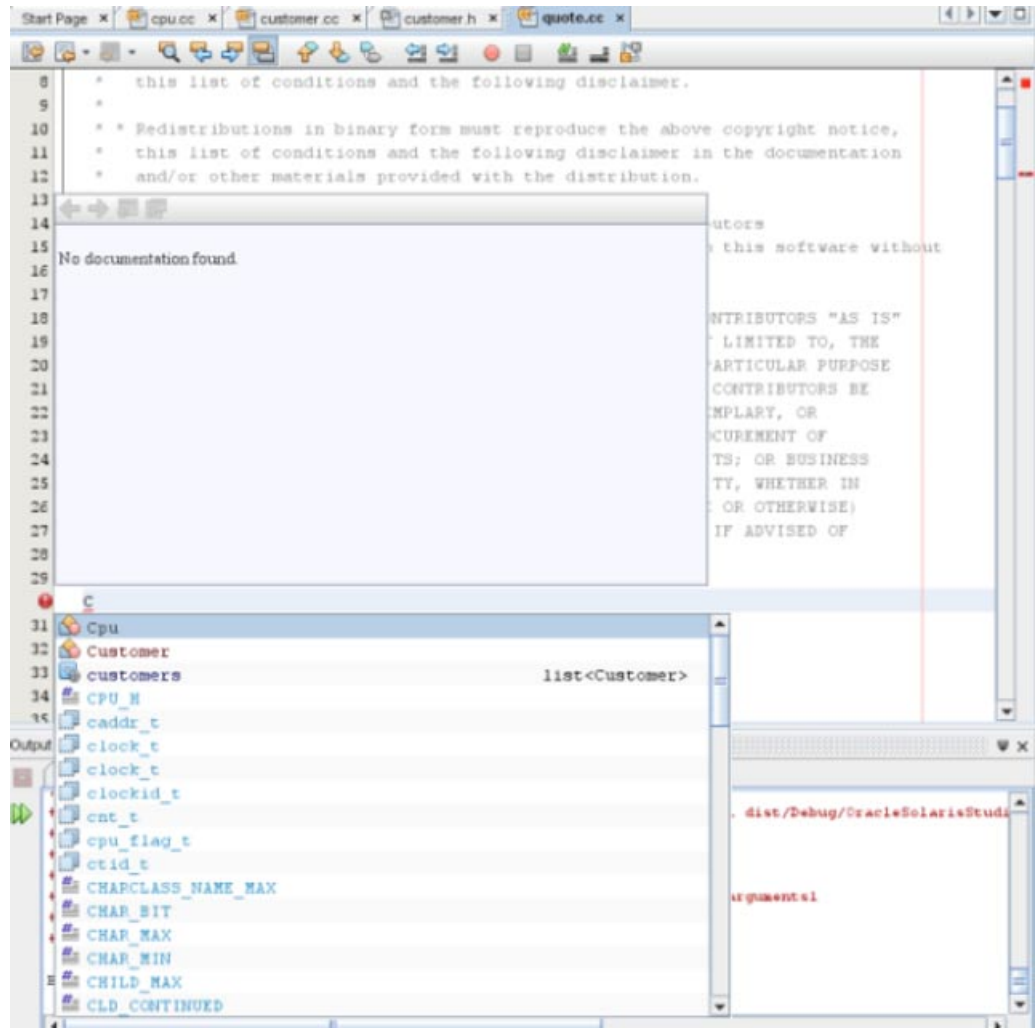 Start Page
cpu.cc
customer.cc
customer.h
quote.cc
8 * this list of conditions and the following disclaimer.
9 *
10 * * Redistributions in binary form must reproduce the above copyright notice,
11 * this list of conditions and the following disclaimer in the documentation
12 * and/or other materials provided with the distribution.
13
14 utors
15 this software without
No documentation found.
16
17
18 NTRIBUTORS "AS IS"
19 LIMITED TO, THE
20 ARTICULAR PURPOSE
21 CONTRIBUTORS BE
22 MPLARY, OR
23 CUREMENT OF
24 TS; OR BUSINESS
25 TY, WHETHER IN
26 OR OTHERWISE)
27 IF ADVISED OF
28
29
C
31 Cpu
32 Customer
33 customers list<Customer>
34 CPU_H
35 caddr_t
Output clock_t
clock_t
clockid_t
cnt_t . dist/Debug/OracleSolarisStudi
cpu_flag_t
ctid_t
CHARCLASS_NAME_MAX
CHAR_BIT rguments1
CHAR_MAX
CHAR_MIN
CHILD_MAX
CLD_CONTINUED